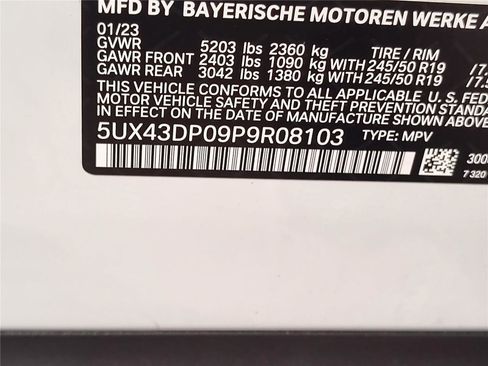 MFD BY BAYERISCHE MOTOREN WERKE
01/23
GVWR 5203 lbs 2360 kg TIRE / RIM
GAWR FRONT 2403 lbs 1090 kg WITH 245/50 R19
GAWR REAR 3042 lbs 1380 kg WITH 245/50 R19
THIS VEHICLE CONFORMS TO ALL APPLICABLE U.S.
MOTOR VEHICLE SAFETY AND THEFT PREVENTION
IN EFFECT ON THE DATE OF MANUFACTURE SHOWN
5UX43DP09P9R08103 TYPE: MPV